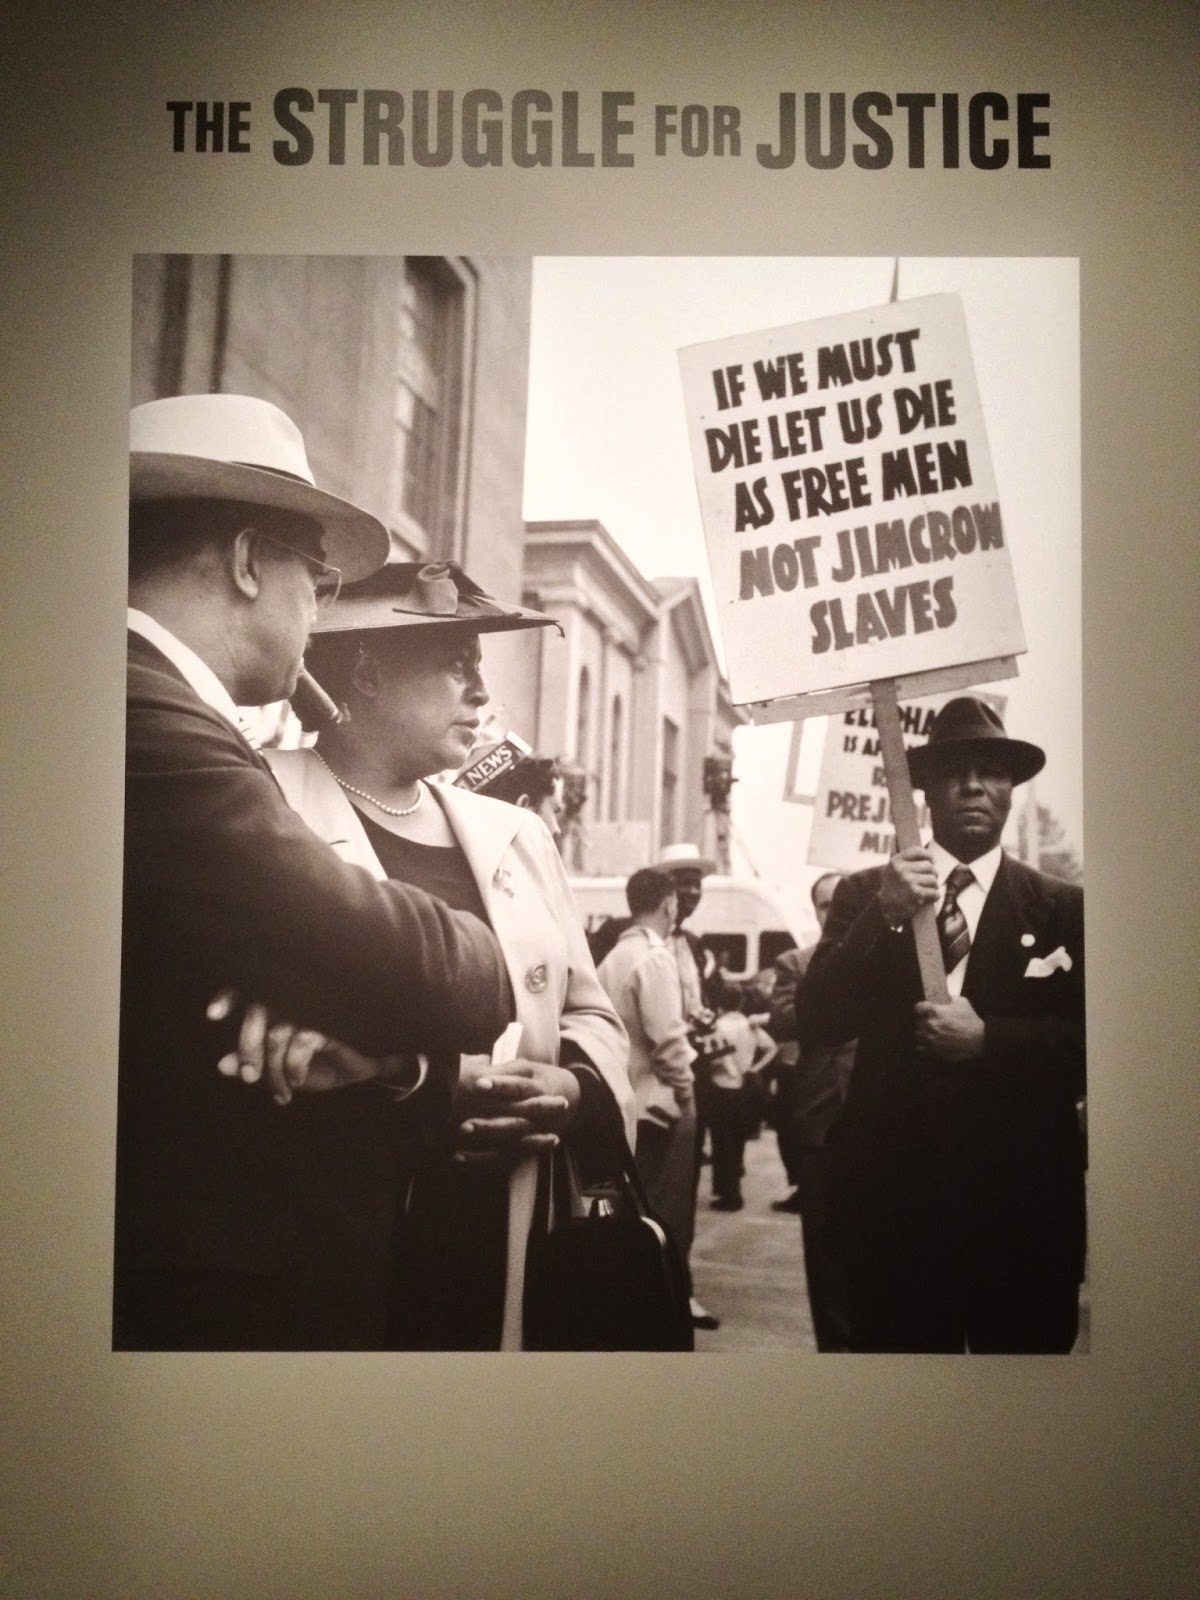 THE STRUGGLE FOR JUSTICE
IF WE MUST
DIE LET US DIE
AS FREE MEN
NOT JIMCROW
SLAVES
NEWS
IS